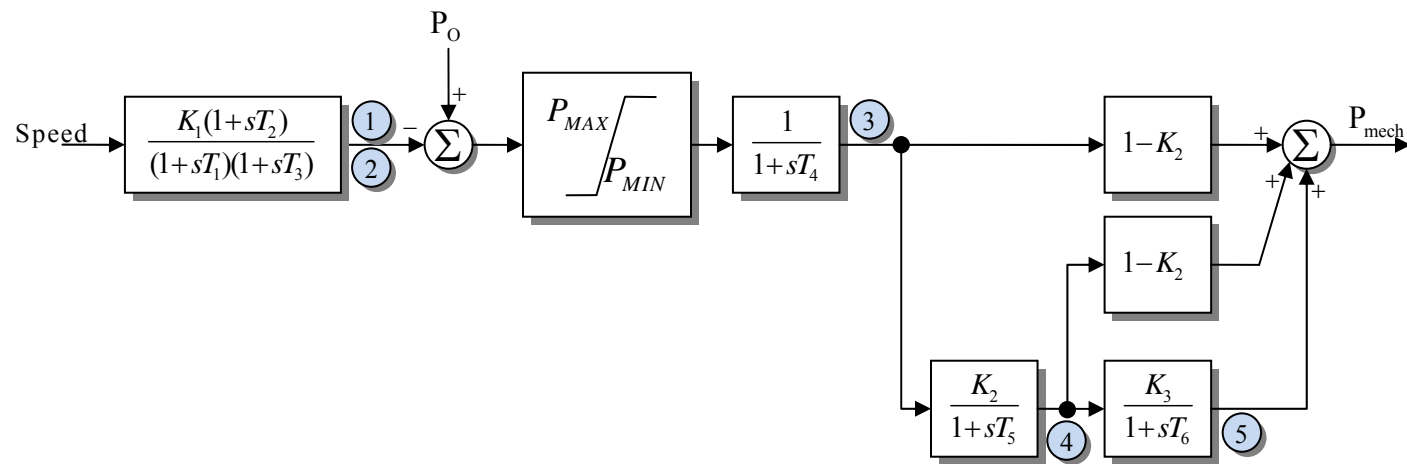 P_O
Speed
K_1(1+sT_2)
(1+sT_1)(1+sT_3)
1
2
−
+
Σ
P_MAX
P_MIN
1
1+sT_4
3
1−K_2
+
Σ
P_mech
+
+
1−K_2
K_2
1+sT_5
4
K_3
1+sT_6
5